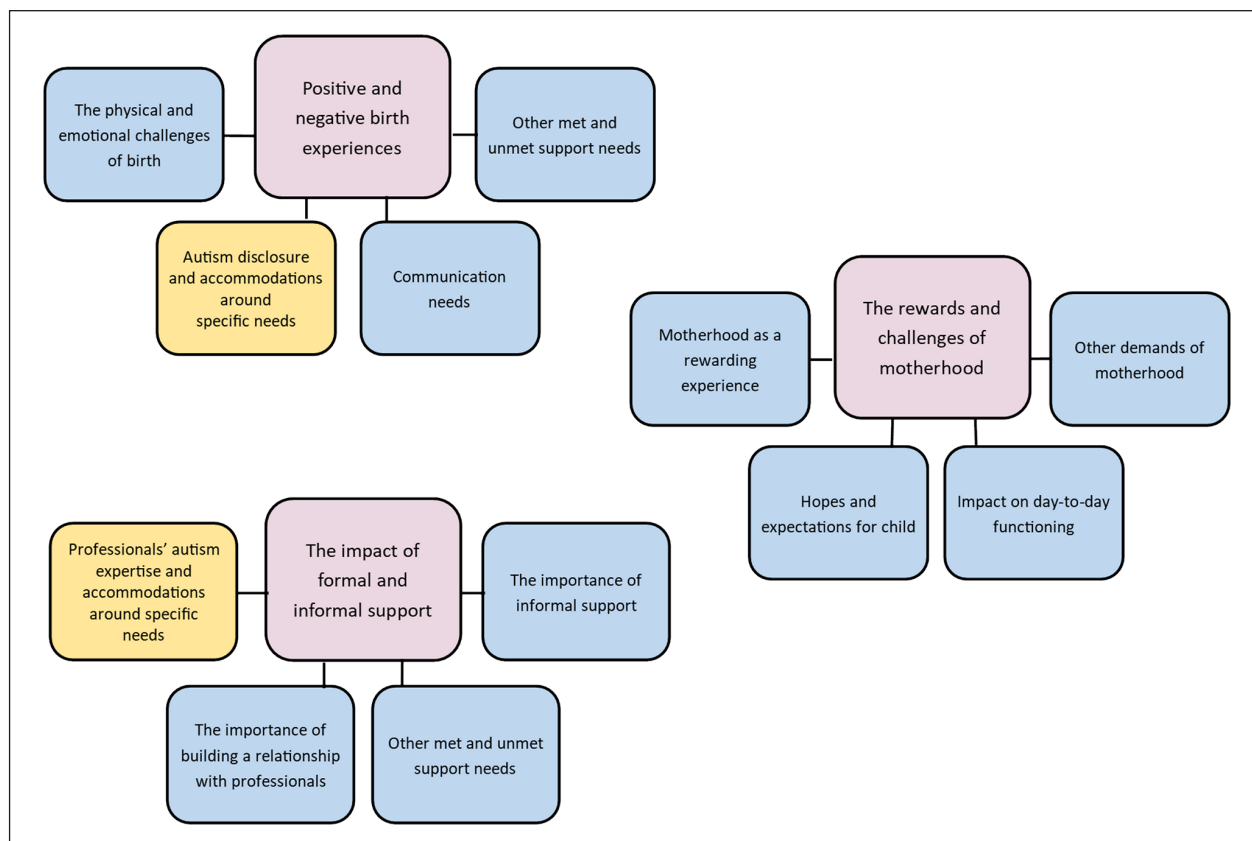 Positive and
negative birth
experiences
The physical and
emotional challenges
of birth
Other met and
unmet support needs
Autism disclosure
and accommodations
around
specific needs
Communication
needs
The rewards and
challenges of
motherhood
Motherhood as a
rewarding
experience
Other demands of
motherhood
Hopes and
expectations for child
Impact on day-to-day
functioning
The impact of
formal and
informal support
Professionals’ autism
expertise and
accommodations
around specific
needs
The importance of
informal support
The importance of
building a relationship
with professionals
Other met and unmet
support needs